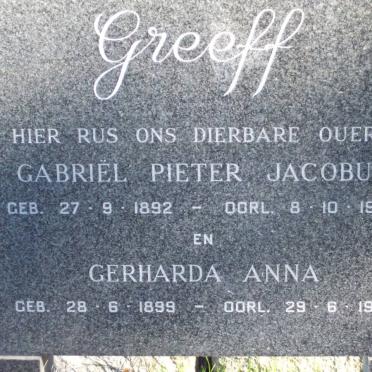 Greeff
HIER RUS ONS DIERBARE OUER
GABRIËL PIETER JACOBU
GEB. 27·9·1892 – OORL. 8·10·19
EN
GERHARDA ANNA
GEB. 28·6·1899 – OORL. 29·6·19